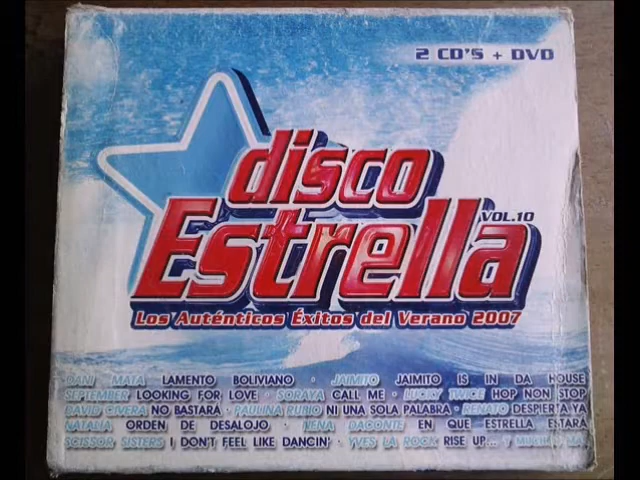 2 CD'S + DVD
disco
Estrella
VOL.10
Los Auténticos Éxitos del Verano 2007
DANI MATA LAMENTO BOLIVIANO · JAIMITO JAIMITO IS IN DA HOUSE
SEPTEMBER LOOKING FOR LOVE · SORAYA CALL ME · LUCKY TWICE HOP NON STOP
DAVID CIVERA NO BASTARÁ · PAULINA RUBIO NI UNA SOLA PALABRA · RENATO DESPIERTA YA
NATALIA ORDEN DE DESALOJO · NENA DACONTE EN QUE ESTRELLA ESTARÁ
SCISSOR SISTERS I DON'T FEEL LIKE DANCIN' · YVES LA ROCK RISE UP... Y MUCHO MÁS